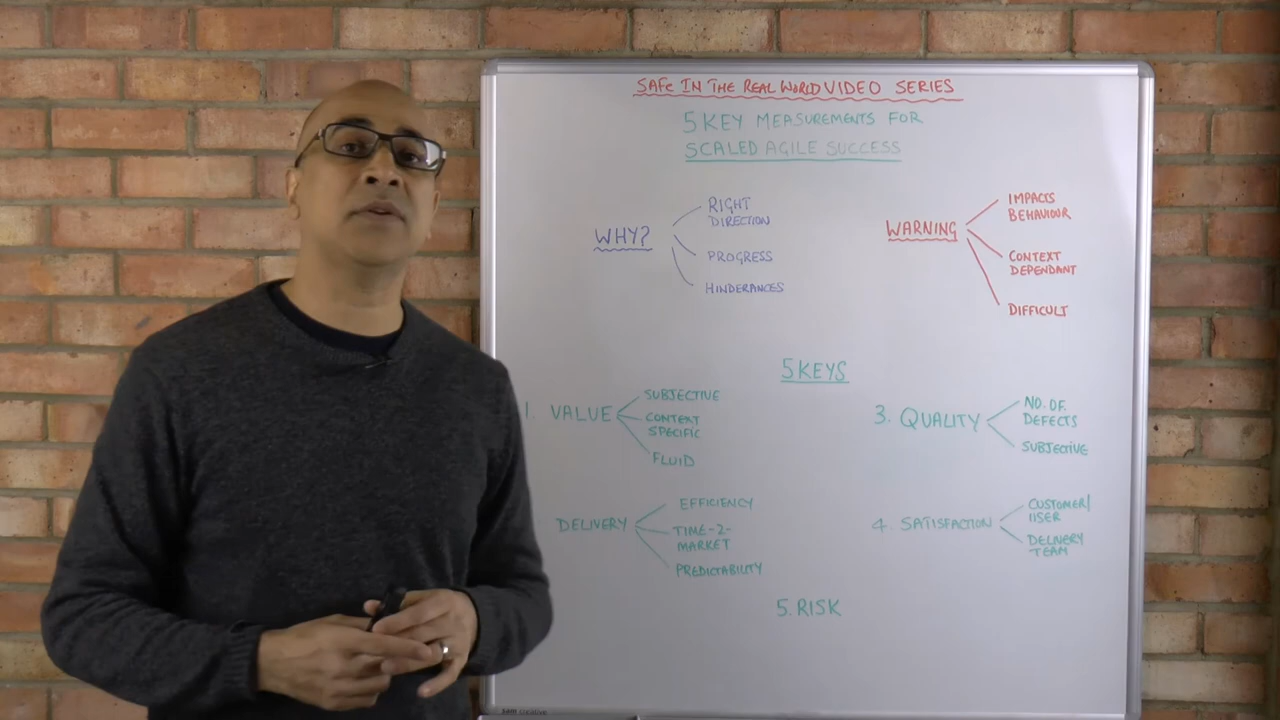 SAFe IN THE REAL WORLD VIDEO SERIES
5 KEY MEASUREMENTS FOR
SCALED AGILE SUCCESS
WHY?
RIGHT
DIRECTION
PROGRESS
HINDERANCES
WARNING
IMPACTS
BEHAVIOUR
CONTEXT
DEPENDANT
DIFFICULT
5 KEYS
1. VALUE
SUBJECTIVE
CONTEXT
SPECIFIC
FLUID
DELIVERY
EFFICIENCY
TIME-2-
MARKET
PREDICTABILITY
3. QUALITY
NO. OF.
DEFECTS
SUBJECTIVE
4. SATISFACTION
CUSTOMER/
USER
DELIVERY
TEAM
5. RISK